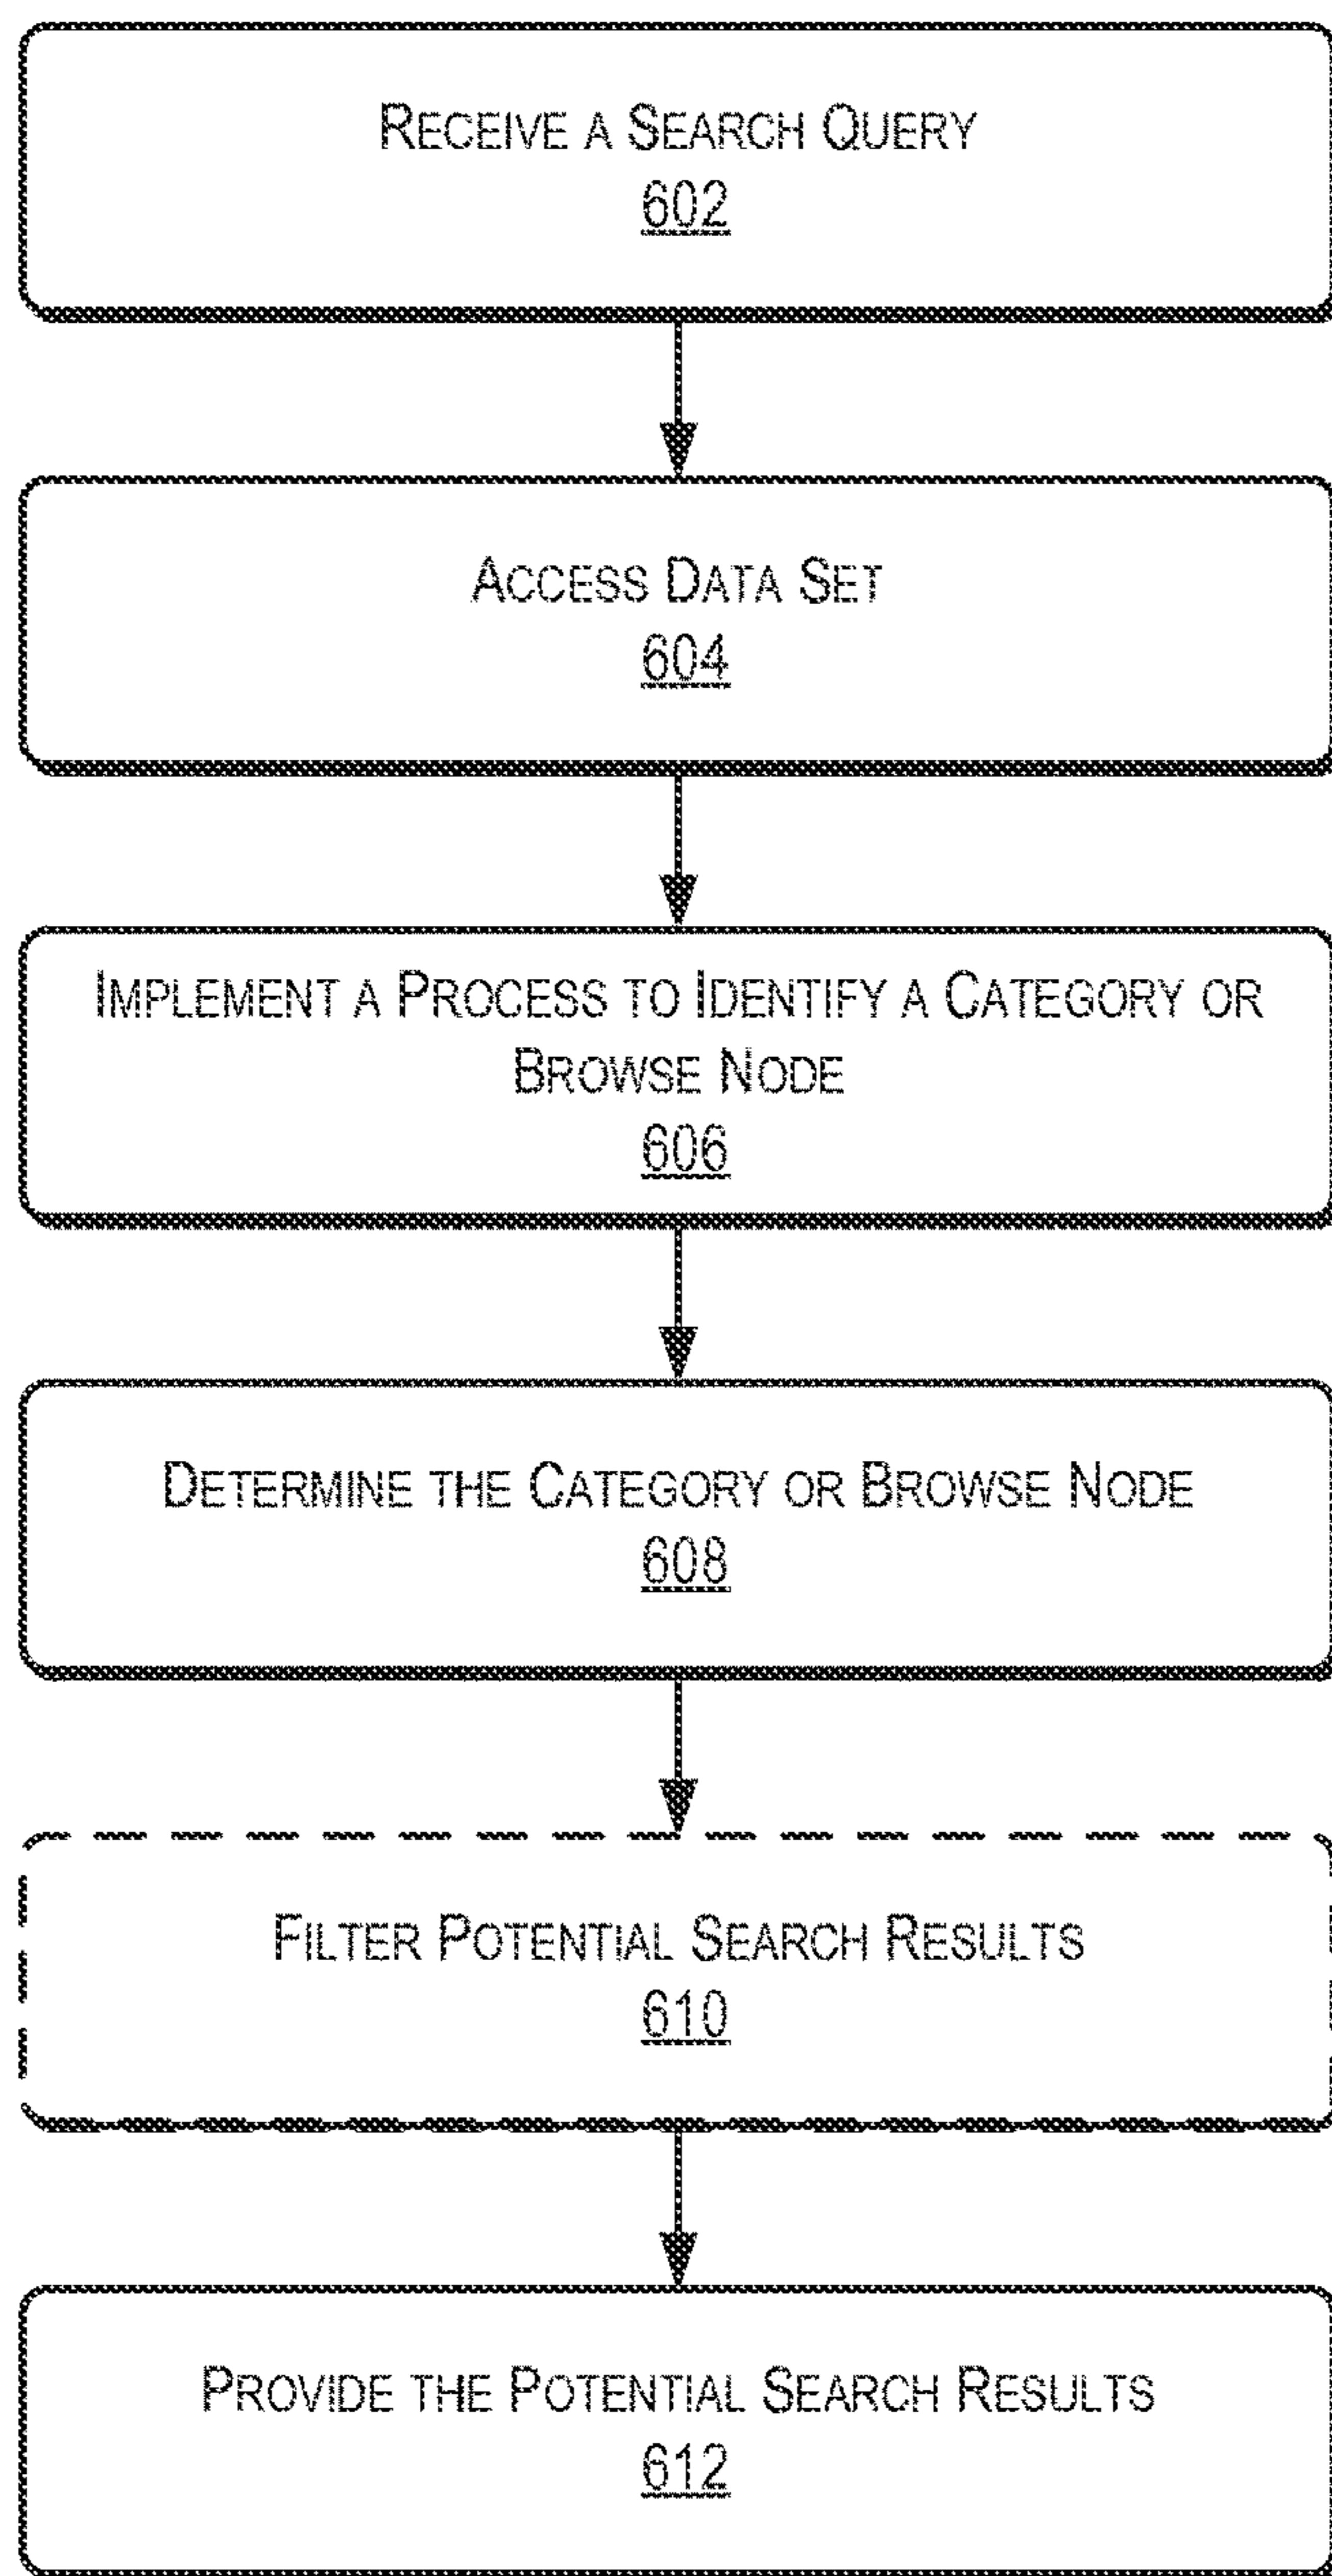 RECEIVE A SEARCH QUERY
602
ACCESS DATA SET
604
IMPLEMENT A PROCESS TO IDENTIFY A CATEGORY OR
BROWSE NODE
606
DETERMINE THE CATEGORY OR BROWSE NODE
608
FILTER POTENTIAL SEARCH RESULTS
610
PROVIDE THE POTENTIAL SEARCH RESULTS
612